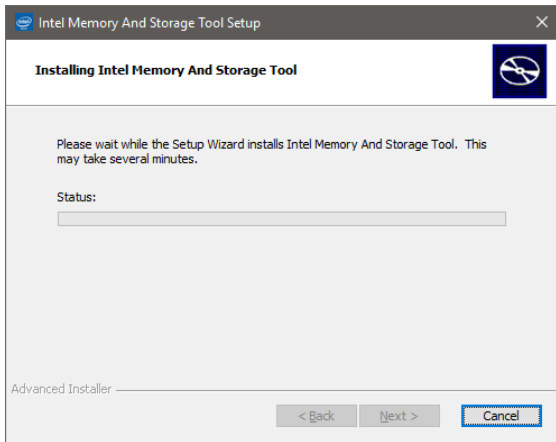 Intel Memory And Storage Tool Setup
Installing Intel Memory And Storage Tool
Please wait while the Setup Wizard installs Intel Memory And Storage Tool. This
may take several minutes.
Status:
Advanced Installer
< Back Next > Cancel